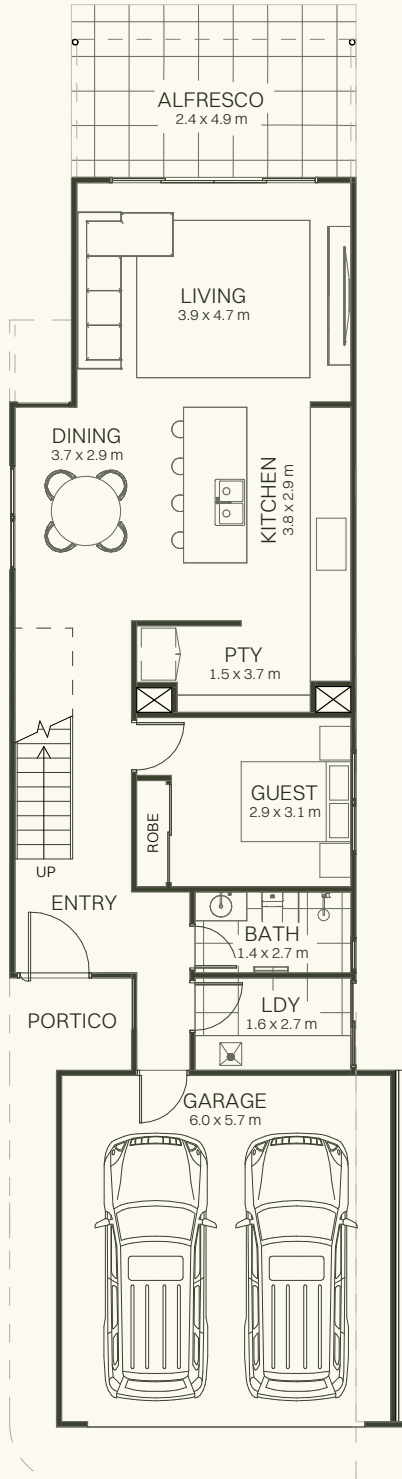 ALFRESCO
2.4 x 4.9 m
LIVING
3.9 x 4.7 m
DINING
3.7 x 2.9 m
KITCHEN
3.8 x 2.9 m
PTY
1.5 x 3.7 m
GUEST
2.9 x 3.1 m
ROBE
UP
ENTRY
BATH
1.4 x 2.7 m
LDY
1.6 x 2.7 m
PORTICO
GARAGE
6.0 x 5.7 m